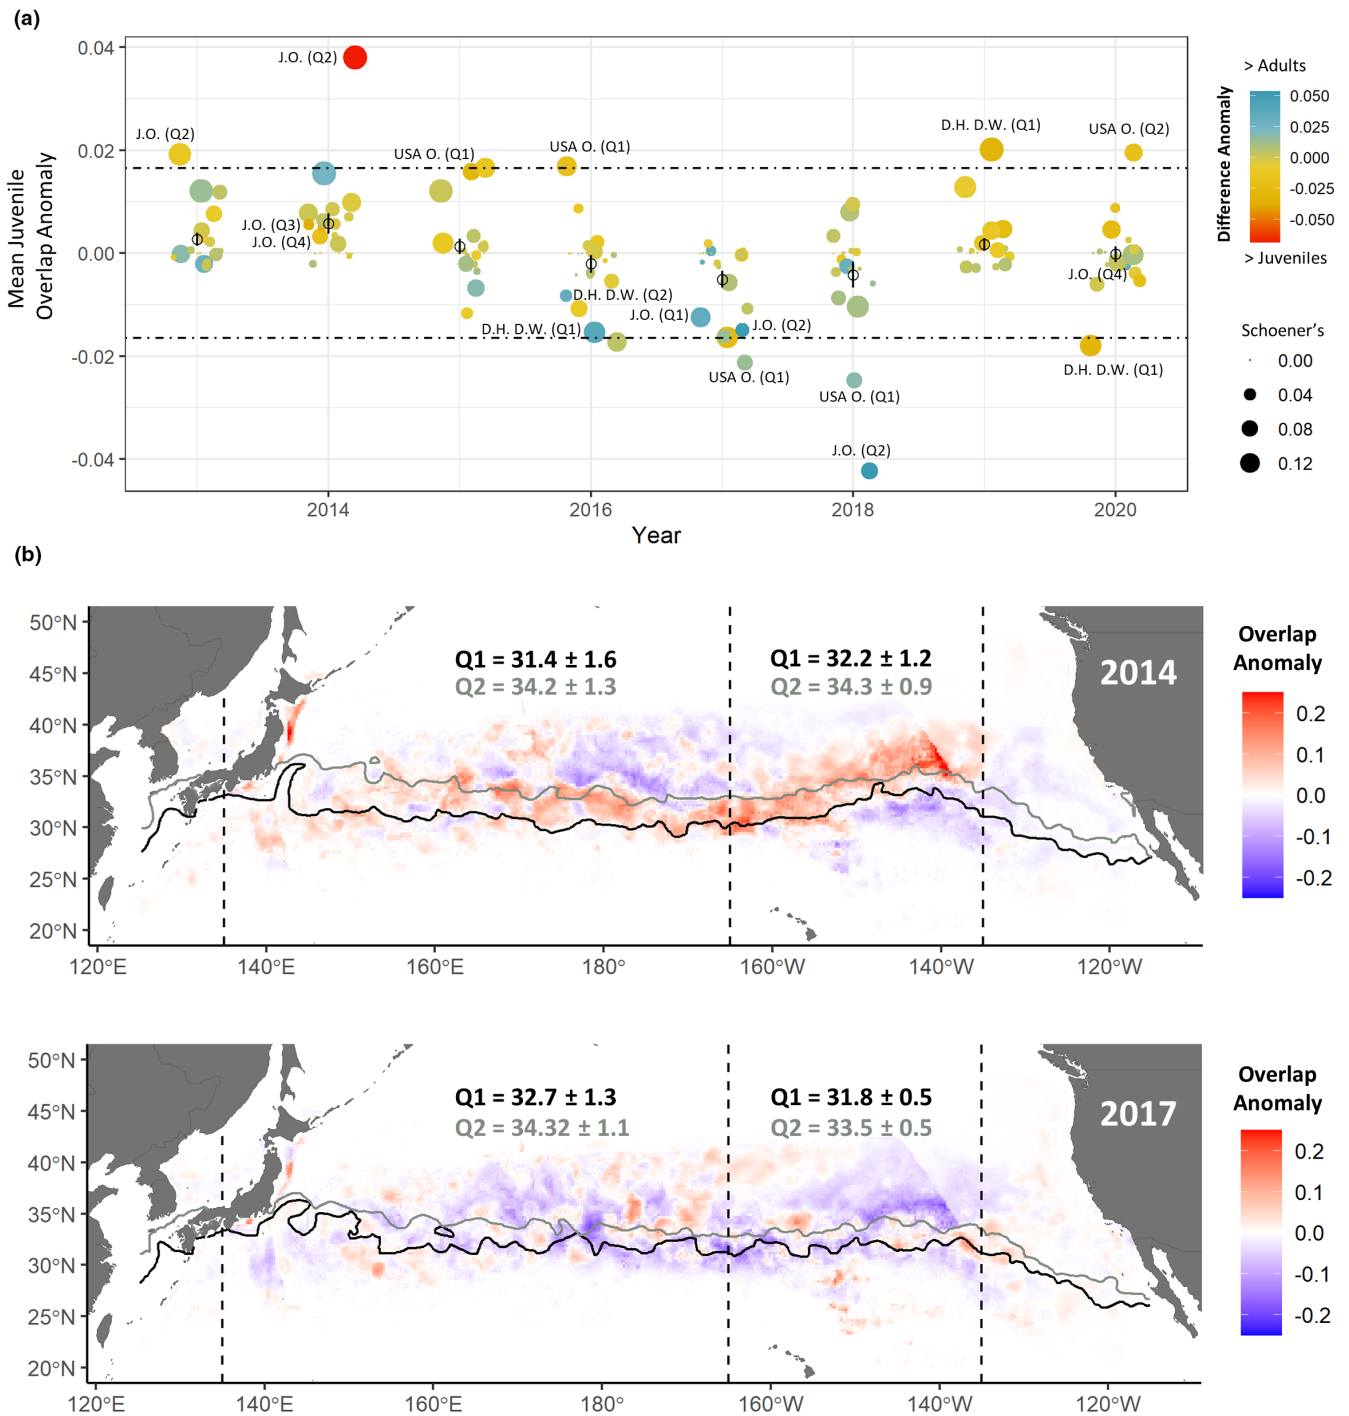 (a)
Mean Juvenile
Overlap Anomaly
0.04
0.02
0.00
-0.02
-0.04
J.O. (Q2)
J.O. (Q2)
USA O. (Q1)
USA O. (Q1)
D.H. D.W. (Q1)
USA O. (Q2)
J.O. (Q3)
J.O. (Q4)
D.H. D.W. (Q2)
D.H. D.W. (Q1)
J.O. (Q1)
J.O. (Q2)
USA O. (Q1)
USA O. (Q1)
J.O. (Q2)
J.O. (Q4)
D.H. D.W. (Q1)
2014
2016
2018
2020
Year
> Adults
Difference Anomaly
0.050
0.025
0.000
-0.025
-0.050
> Juveniles
Schoener's
0.00
0.04
0.08
0.12
(b)
50°N
45°N
40°N
35°N
30°N
25°N
20°N
Q1 = 31.4 ± 1.6
Q2 = 34.2 ± 1.3
Q1 = 32.2 ± 1.2
Q2 = 34.3 ± 0.9
2014
120°E
140°E
160°E
180°
160°W
140°W
120°W
Overlap
Anomaly
0.2
0.1
0.0
-0.1
-0.2
50°N
45°N
40°N
35°N
30°N
25°N
20°N
Q1 = 32.7 ± 1.3
Q2 = 34.32 ± 1.1
Q1 = 31.8 ± 0.5
Q2 = 33.5 ± 0.5
2017
120°E
140°E
160°E
180°
160°W
140°W
120°W
Overlap
Anomaly
0.2
0.1
0.0
-0.1
-0.2